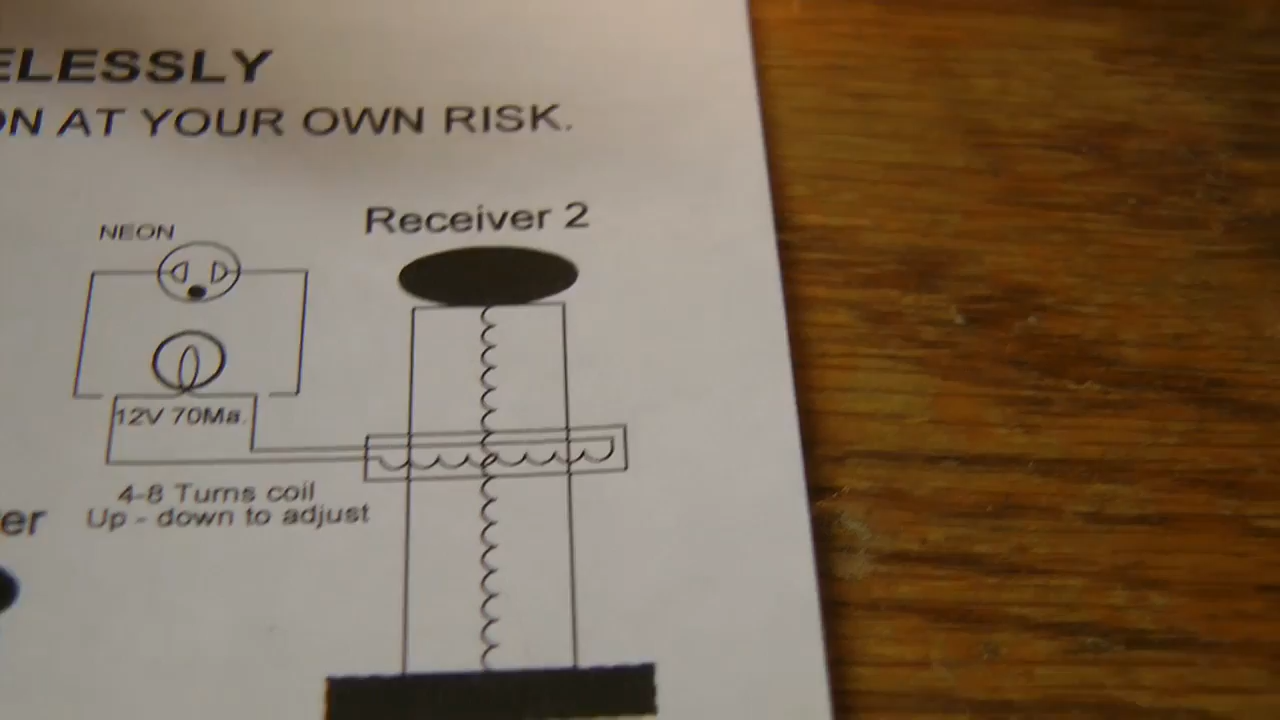 ELESSLY
ON AT YOUR OWN RISK.
Receiver 2
NEON
12V 70Ma.
4-8 Turns coil
Up - down to adjust
er